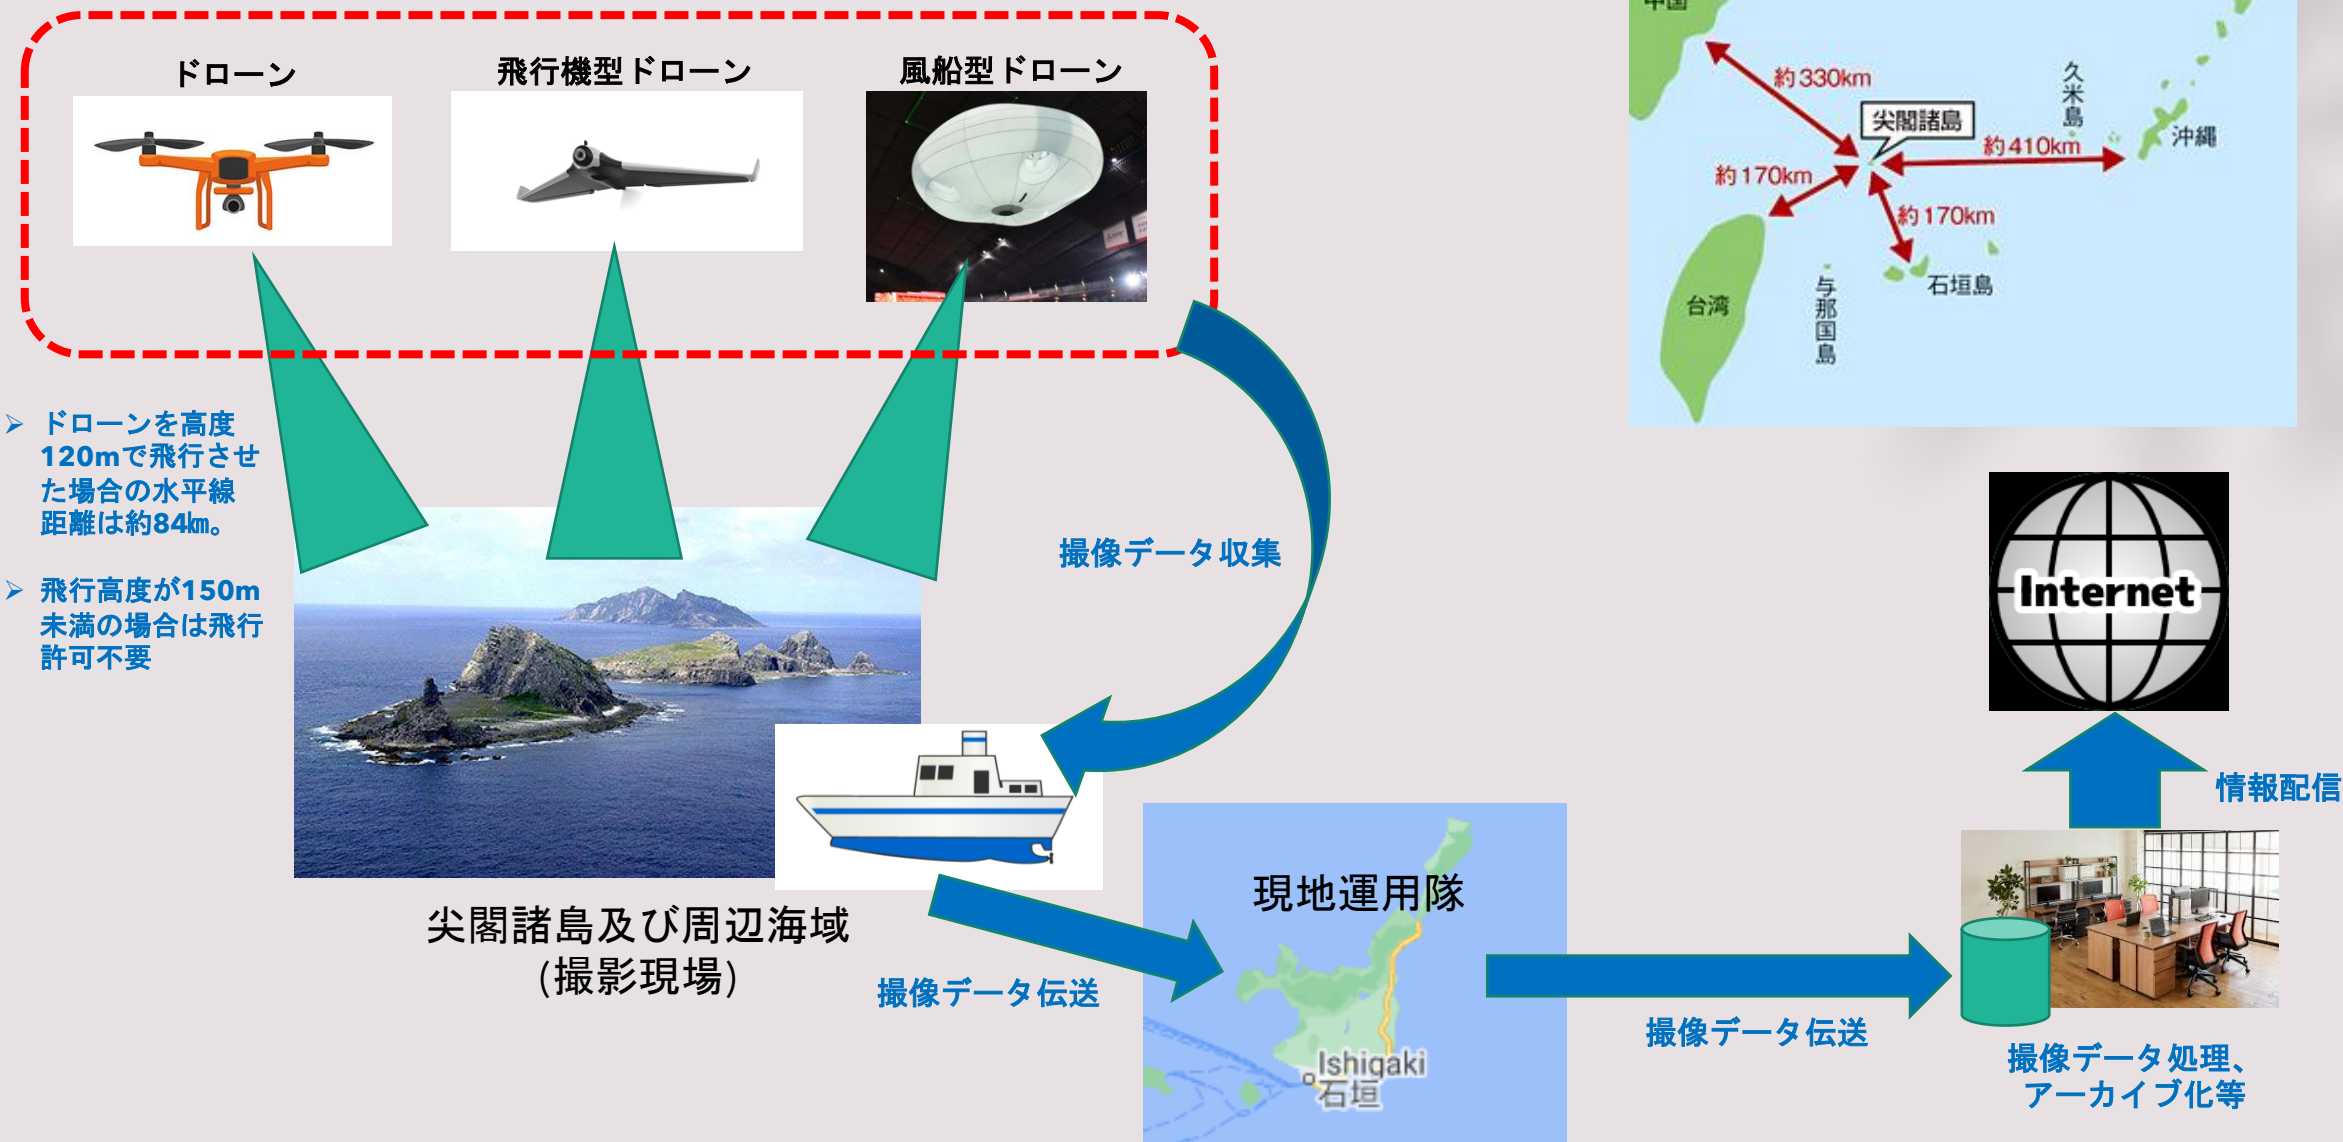 ドローン
飛行機型ドローン
風船型ドローン
中国
約330km
尖閣諸島
久米島
沖縄
約410km
約170km
約170km
石垣島
与那国島
台湾
➢ ドローンを高度
120mで飛行させ
た場合の水平線
距離は約84㎞。
➢ 飛行高度が150m
未満の場合は飛行
許可不要
撮像データ収集
Internet
情報配信
現地運用隊
尖閣諸島及び周辺海域
(撮影現場)
撮像データ伝送
Ishigaki
石垣
撮像データ伝送
撮像データ処理、
アーカイブ化等